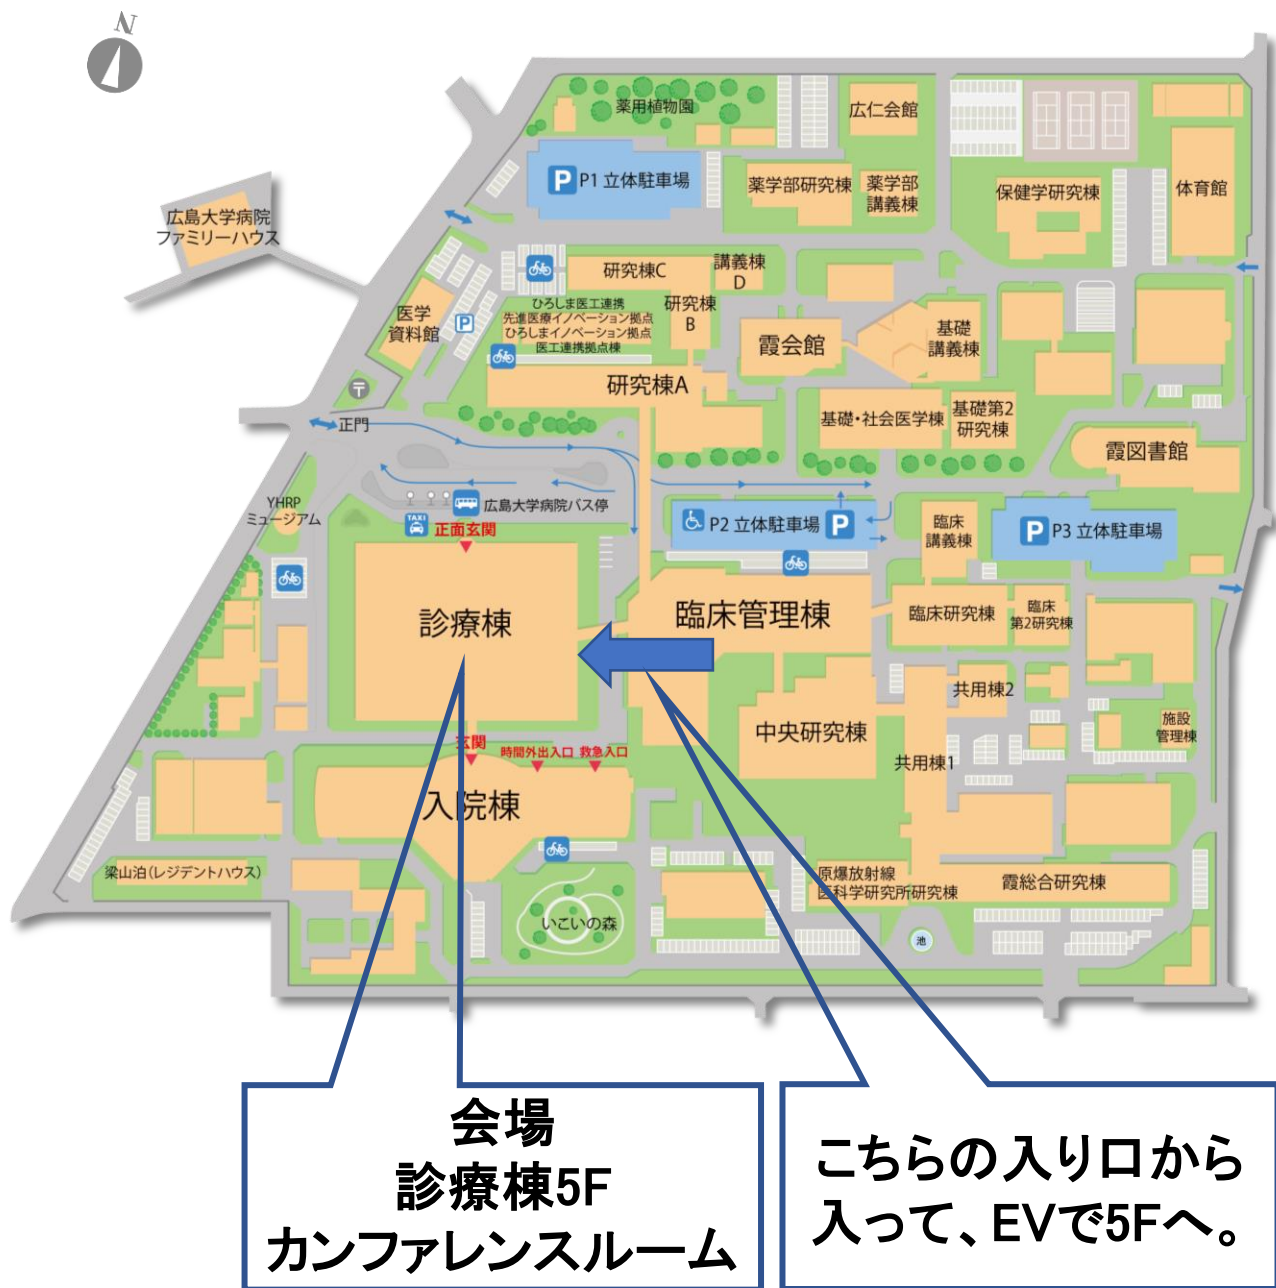 N
薬用植物園
広仁会館
P P1 立体駐車場
薬学部研究棟
薬学部
講義棟
保健学研究棟
体育館
広島大学病院
ファミリーハウス
研究棟C
講義棟
D
研究棟
B
ひろしま医工連携
先進医療イノベーション拠点
ひろしまイノベーション拠点
医工連携拠点棟
医学
資料館
P
霞会館
基礎
講義棟
研究棟A
〒
正門
基礎・社会医学棟
基礎第2
研究棟
霞図書館
YHRP
ミュージアム
広島大学病院バス停
TAXI
正面玄関
P2 立体駐車場 P
臨床
講義棟
P P3 立体駐車場
診療棟
臨床管理棟
臨床研究棟
臨床
第2研究棟
共用棟2
中央研究棟
施設
管理棟
共用棟1
玄関
時間外出入口 救急入口
入院棟
梁山泊(レジデントハウス)
原爆放射線
医科学研究所研究棟
霞総合研究棟
いこいの森
池
会場
診療棟5F
カンファレンスルーム
こちらの入り口から
入って、EVで5Fへ。